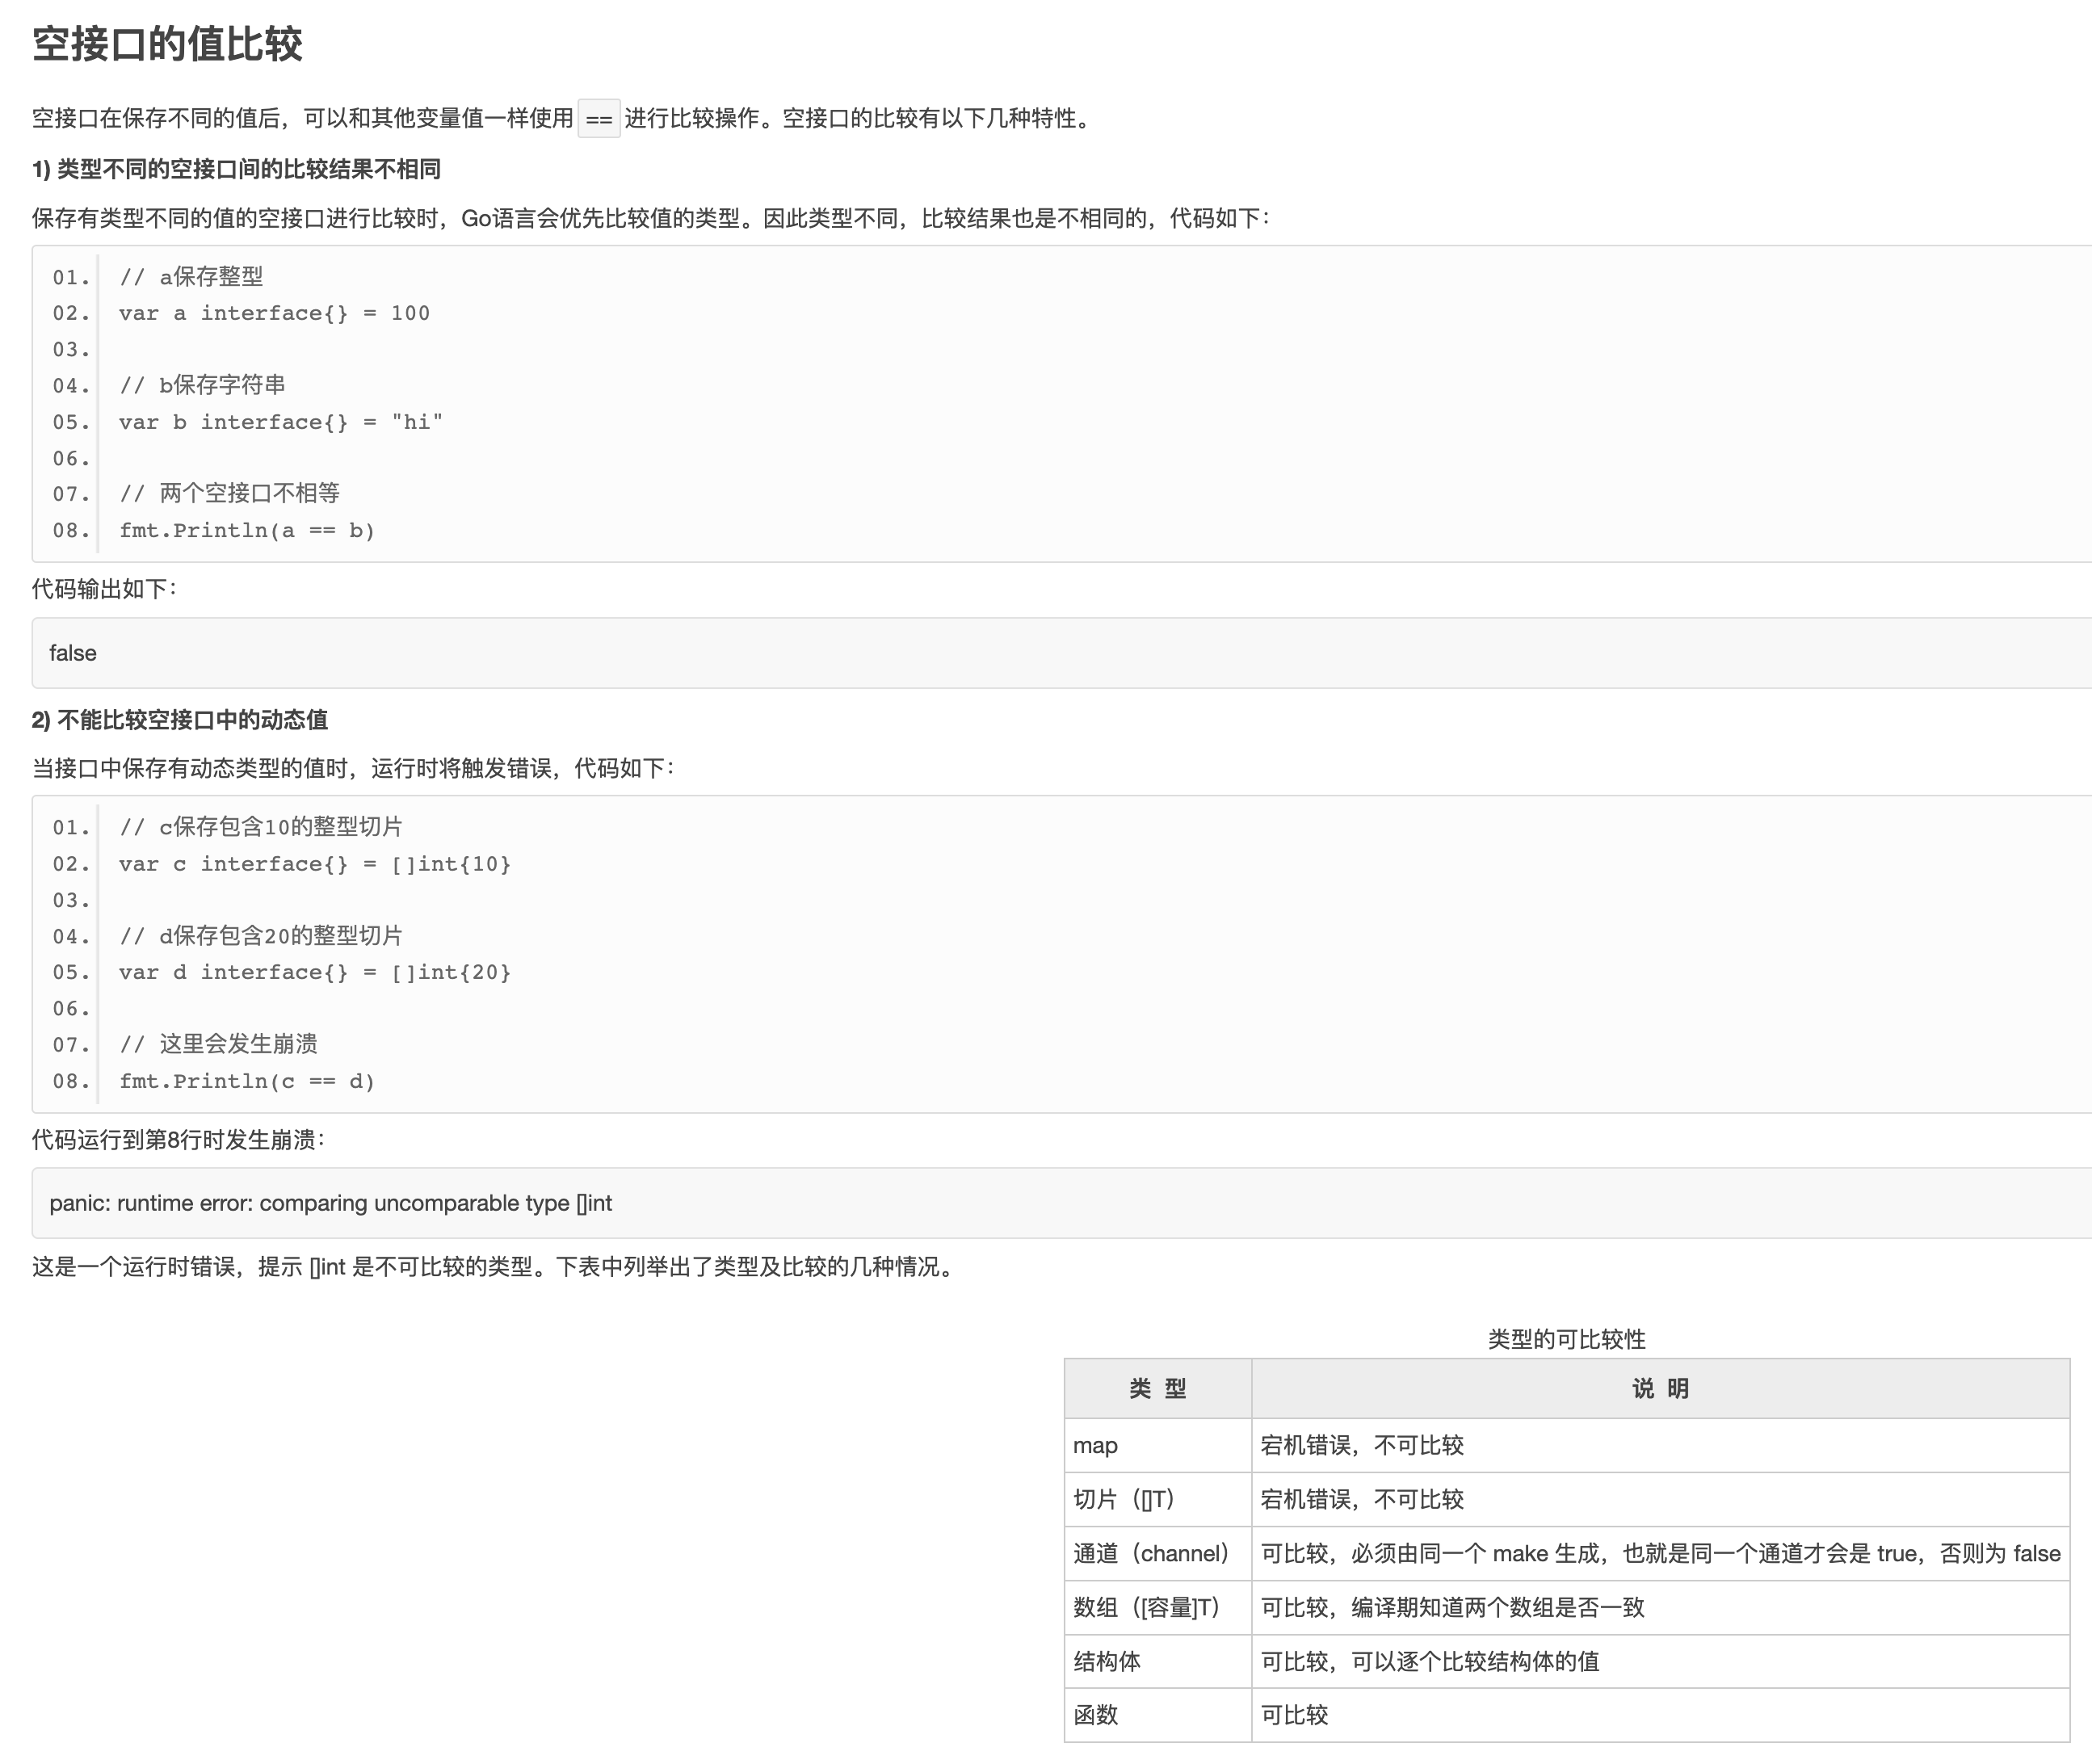 空接口的值比较
空接口在保存不同的值后，可以和其他变量值一样使用 == 进行比较操作。空接口的比较有以下几种特性。
1) 类型不同的空接口间的比较结果不相同
保存有类型不同的值的空接口进行比较时，Go语言会优先比较值的类型。因此类型不同，比较结果也是不相同的，代码如下：
01. // a保存整型
02. var a interface{} = 100
03.
04. // b保存字符串
05. var b interface{} = "hi"
06.
07. // 两个空接口不相等
08. fmt.Println(a == b)
代码输出如下：
false
2) 不能比较空接口中的动态值
当接口中保存有动态类型的值时，运行时将触发错误，代码如下：
01. // c保存包含10的整型切片
02. var c interface{} = []int{10}
03.
04. // d保存包含20的整型切片
05. var d interface{} = []int{20}
06.
07. // 这里会发生崩溃
08. fmt.Println(c == d)
代码运行到第8行时发生崩溃：
panic: runtime error: comparing uncomparable type []int
这是一个运行时错误，提示 []int 是不可比较的类型。下表中列举出了类型及比较的几种情况。
类型的可比较性
类 型 说 明
map 宕机错误，不可比较
切片（[]T） 宕机错误，不可比较
通道（channel） 可比较，必须由同一个 make 生成，也就是同一个通道才会是 true，否则为 false
数组（[容量]T） 可比较，编译期知道两个数组是否一致
结构体 可比较，可以逐个比较结构体的值
函数 可比较